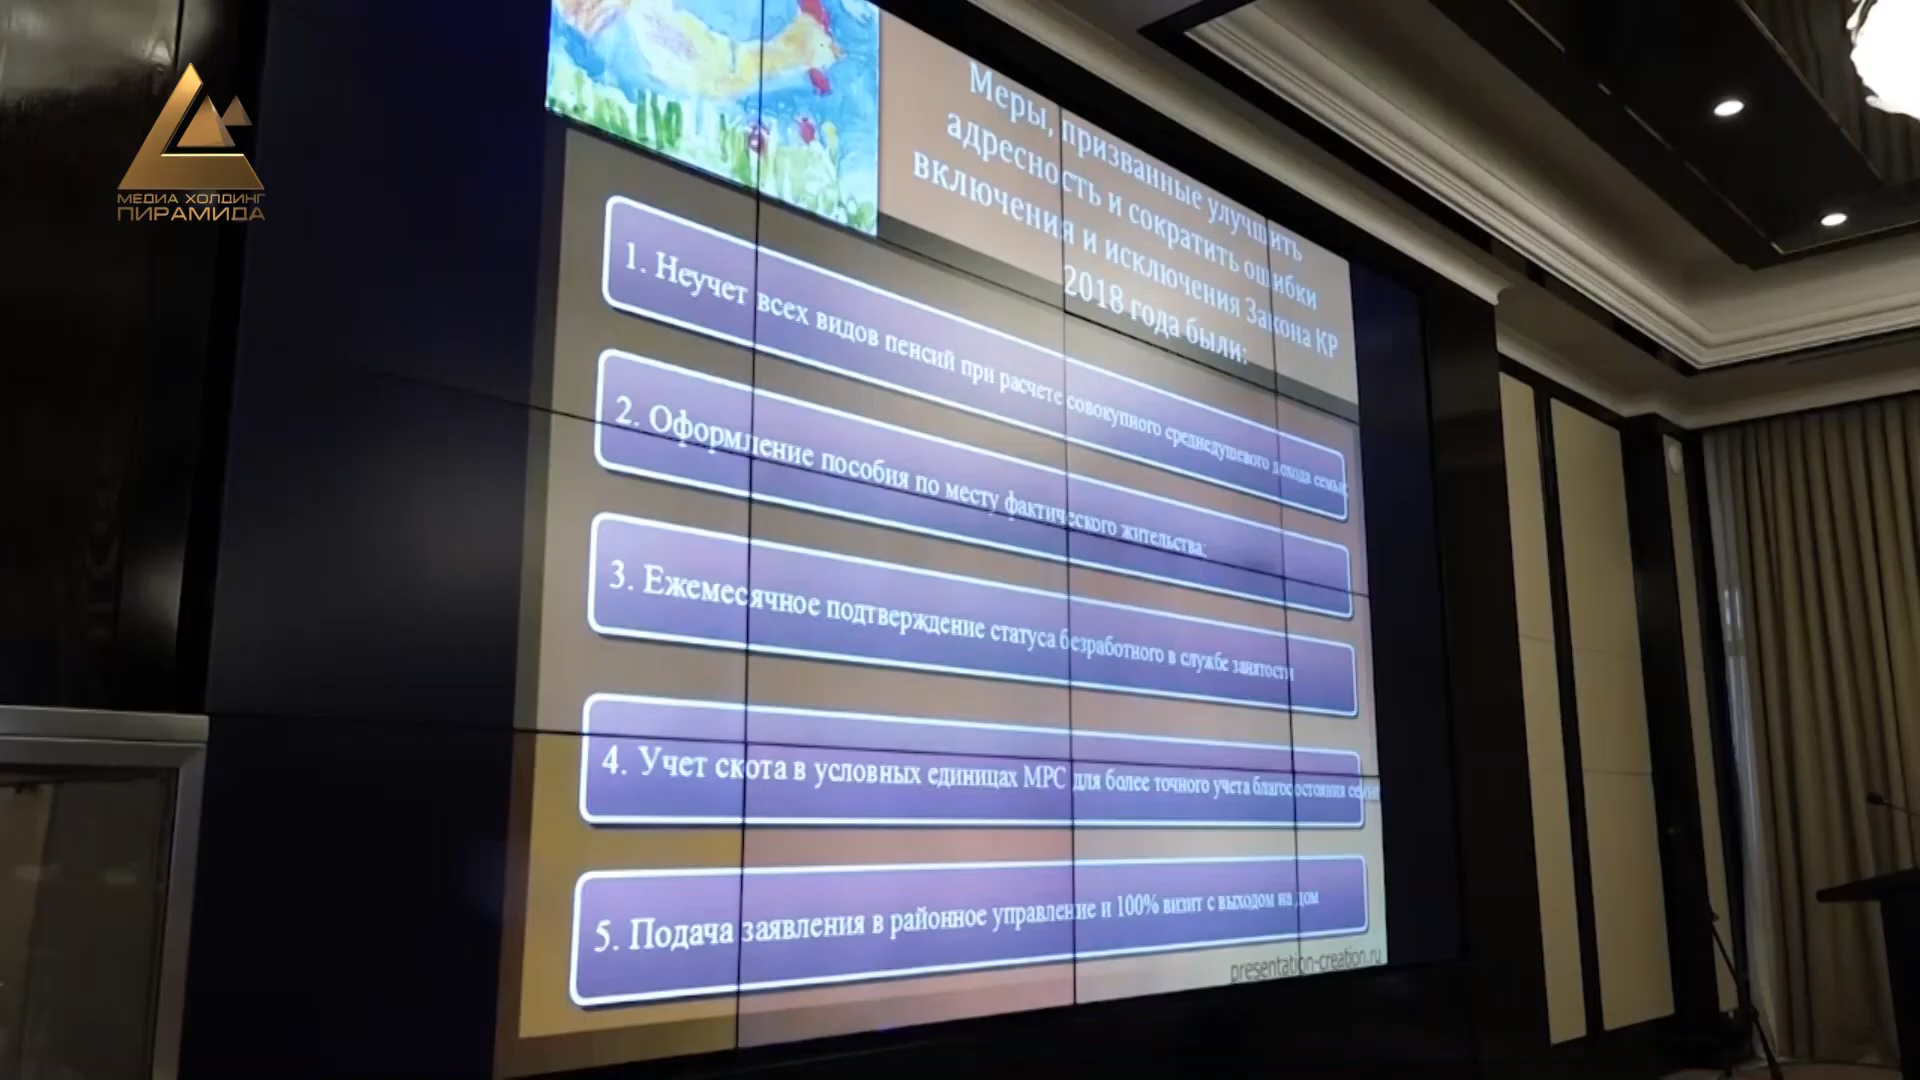 МЕДИА ХОЛДИНГ
ПИРАМИДА
Меры, призванные улучшить
адресность и сократить ошибки
включения и исключения Закона КР
2018 года были:
1. Неучет всех видов пенсий при расчете совокупного среднедушевого дохода семьи
2. Оформление пособия по месту фактического жительства;
3. Ежемесячное подтверждение статуса безработного в службе занятости
4. Учет скота в условных единицах МРС для более точного учета благосостояния семьи
5. Подача заявления в районное управление и 100% визит с выходом на дом
presentation-creation.ru